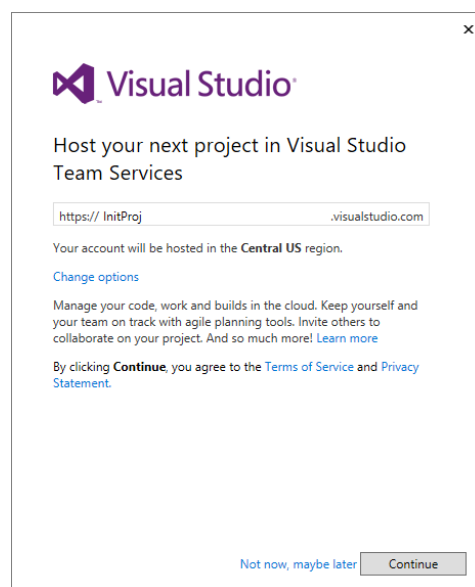 Visual Studio
Host your next project in Visual Studio
Team Services
https:// InitProj .visualstudio.com
Your account will be hosted in the Central US region.
Change options
Manage your code, work and builds in the cloud. Keep yourself and
your team on track with agile planning tools. Invite others to
collaborate on your project. And so much more! Learn more
By clicking Continue, you agree to the Terms of Service and Privacy
Statement.
Not now, maybe later Continue